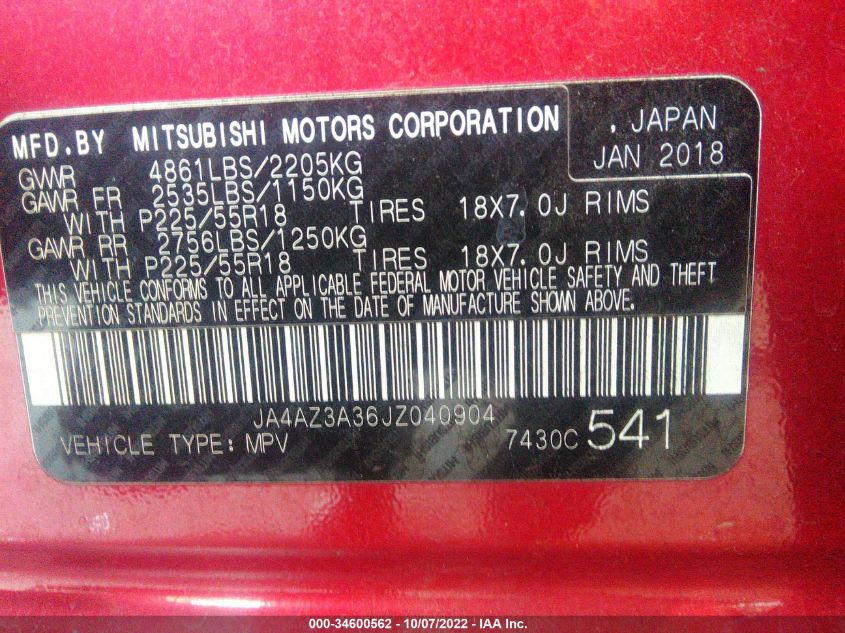 MFD.BY MITSUBISHI MOTORS CORPORATION , JAPAN
JAN 2018
GVWR 4861LBS/2205KG
GAWR FR 2535LBS/1150KG
WITH P225/55R18 TIRES 18X7.0J RIMS
GAWR RR 2756LBS/1250KG
WITH P225/55R18 TIRES 18X7.0J RIMS
THIS VEHICLE CONFORMS TO ALL APPLICABLE FEDERAL MOTOR VEHICLE SAFETY AND THEFT
PREVENTION STANDARDS IN EFFECT ON THE DATE OF MANUFACTURE SHOWN ABOVE.
JA4AZ3A36JZ040904
VEHICLE TYPE: MPV 7430C 541
000-34600562 - 10/07/2022 - IAA Inc.